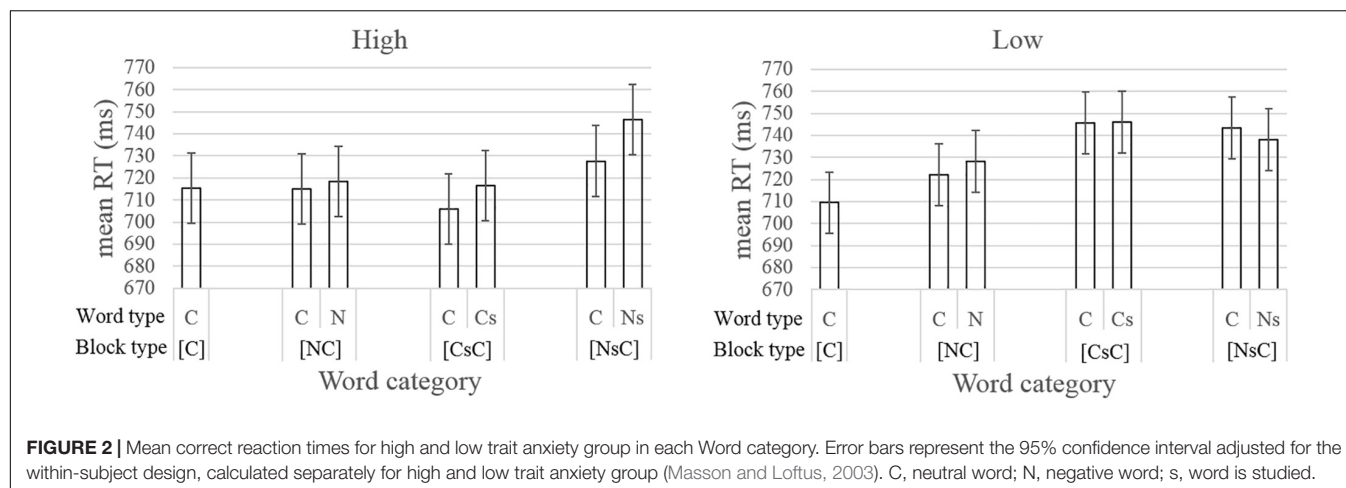 High
770
760
750
740
730
720
710
700
690
680
670
mean RT (ms)
Word type C C N C Cs C Ns
Block type [C] [NC] [CsC] [NsC]
Word category
Low
770
760
750
740
730
720
710
700
690
680
670
mean RT (ms)
Word type C C N C Cs C Ns
Block type [C] [NC] [CsC] [NsC]
Word category
FIGURE 2 | Mean correct reaction times for high and low trait anxiety group in each Word category. Error bars represent the 95% confidence interval adjusted for the
within-subject design, calculated separately for high and low trait anxiety group (Masson and Loftus, 2003). C, neutral word; N, negative word; s, word is studied.